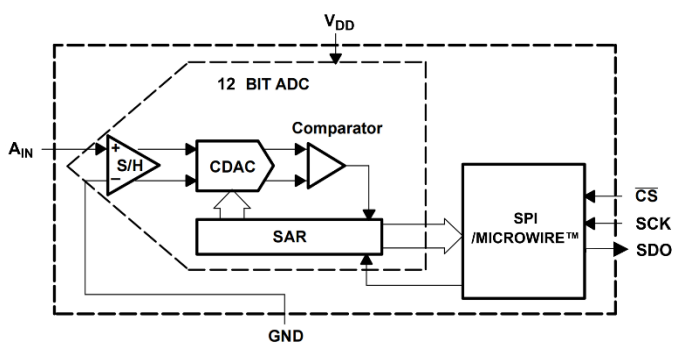 VDD
12 BIT ADC
Comparator
AIN
+
S/H
−
CDAC
SAR
SPI
/MICROWIRE™
CS
SCK
SDO
GND